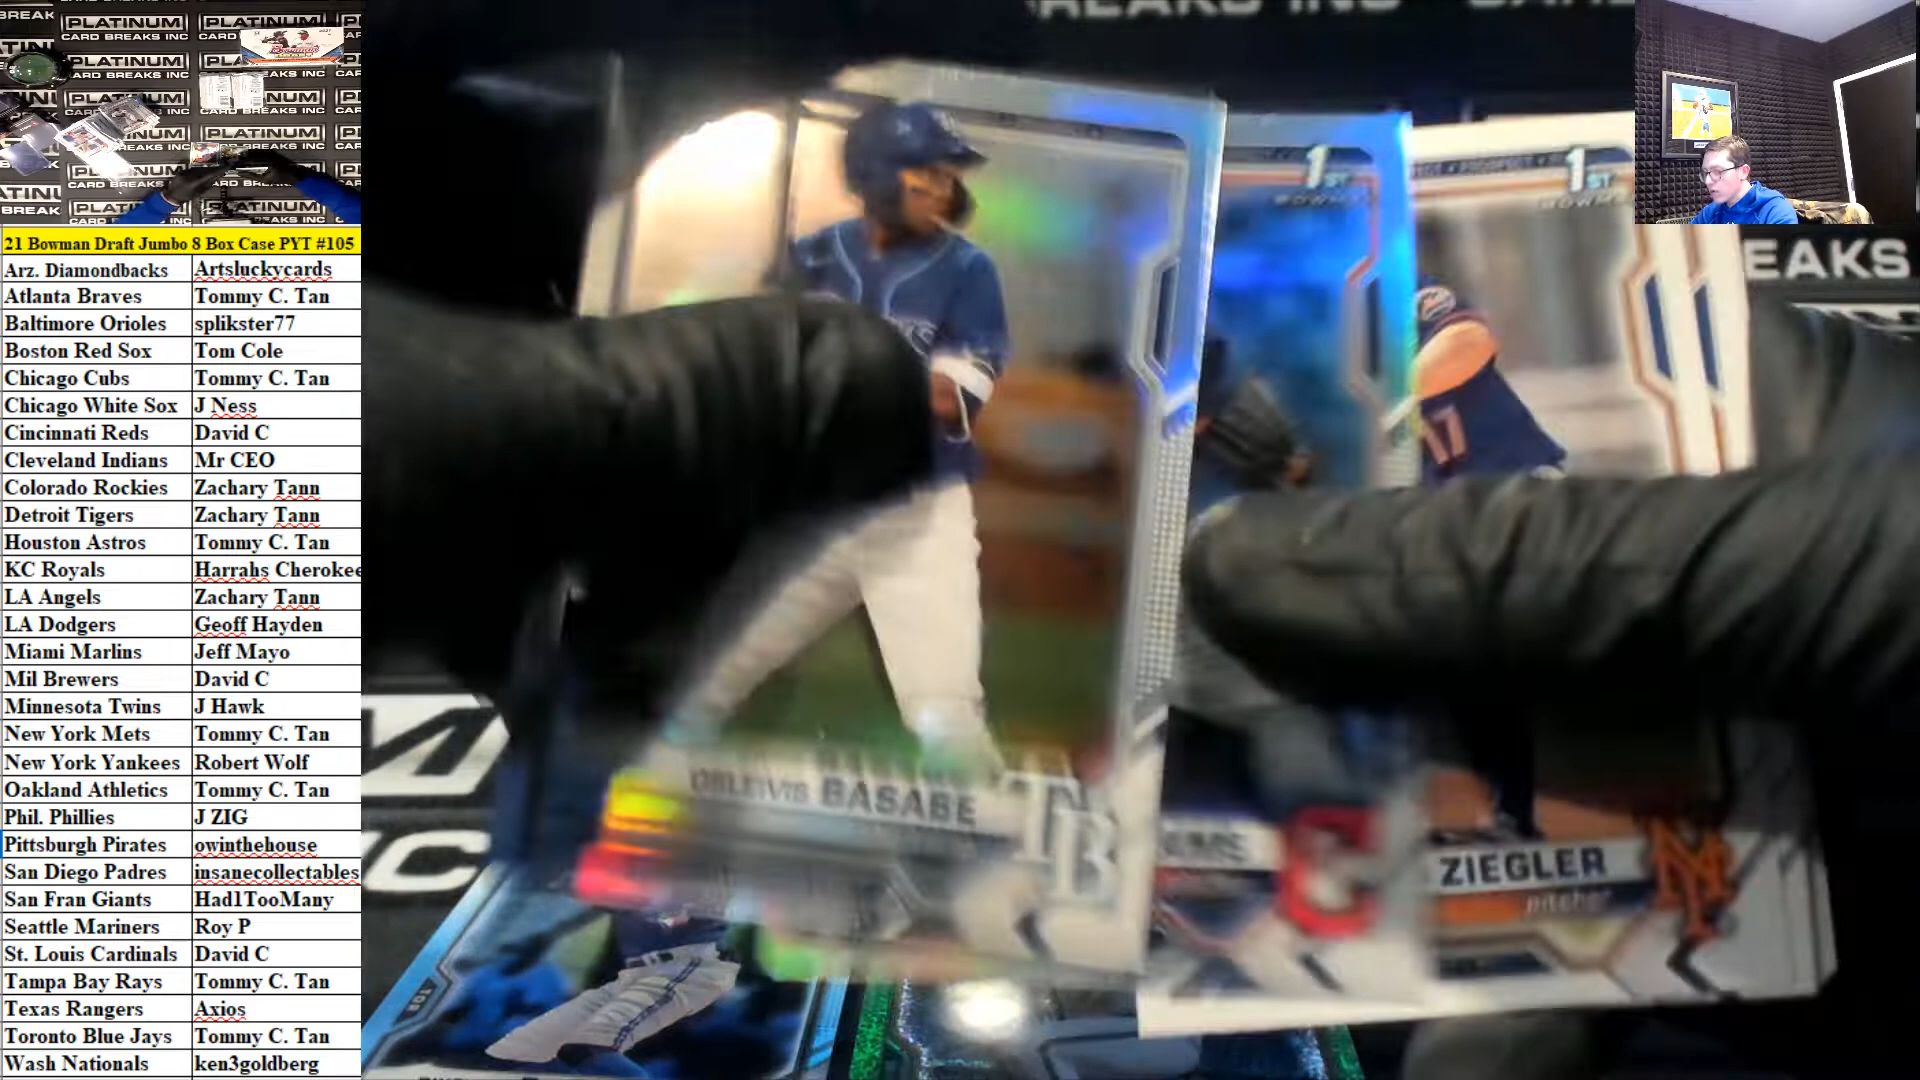 PLATINUM
CARD BREAKS INC
BREAKS INC
EAKS
21 Bowman Draft Jumbo 8 Box Case PYT #105
Arz. Diamondbacks Artsluckycards
Atlanta Braves Tommy C. Tan
Baltimore Orioles splikster77
Boston Red Sox Tom Cole
Chicago Cubs Tommy C. Tan
Chicago White Sox J Ness
Cincinnati Reds David C
Cleveland Indians Mr CEO
Colorado Rockies Zachary Tann
Detroit Tigers Zachary Tann
Houston Astros Tommy C. Tan
KC Royals Harrahs Cherokee
LA Angels Zachary Tann
LA Dodgers Geoff Hayden
Miami Marlins Jeff Mayo
Mil Brewers David C
Minnesota Twins J Hawk
New York Mets Tommy C. Tan
New York Yankees Robert Wolf
Oakland Athletics Tommy C. Tan
Phil. Phillies J ZIG
Pittsburgh Pirates owinthehouse
San Diego Padres insanecollectables
San Fran Giants Had1TooMany
Seattle Mariners Roy P
St. Louis Cardinals David C
Tampa Bay Rays Tommy C. Tan
Texas Rangers Axios
Toronto Blue Jays Tommy C. Tan
Wash Nationals ken3goldberg
1ST
1ST
17
BASABE
TB
C
ZIEGLER
pitcher